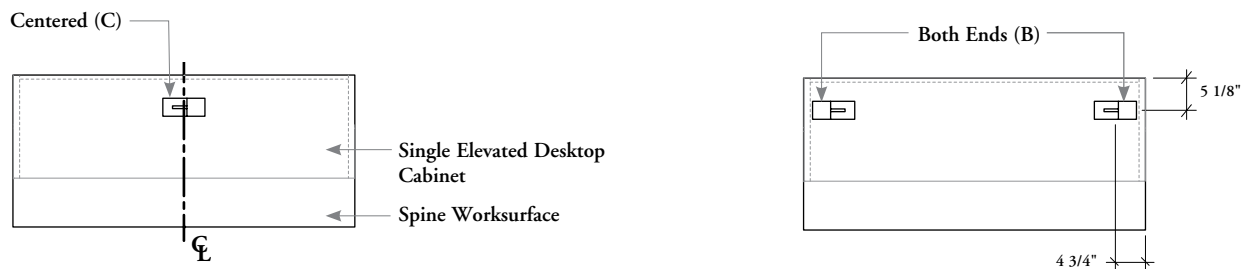 Centered (C)
Both Ends (B)
5 1/8"
Single Elevated Desktop
Cabinet
Spine Worksurface
CL
4 3/4"